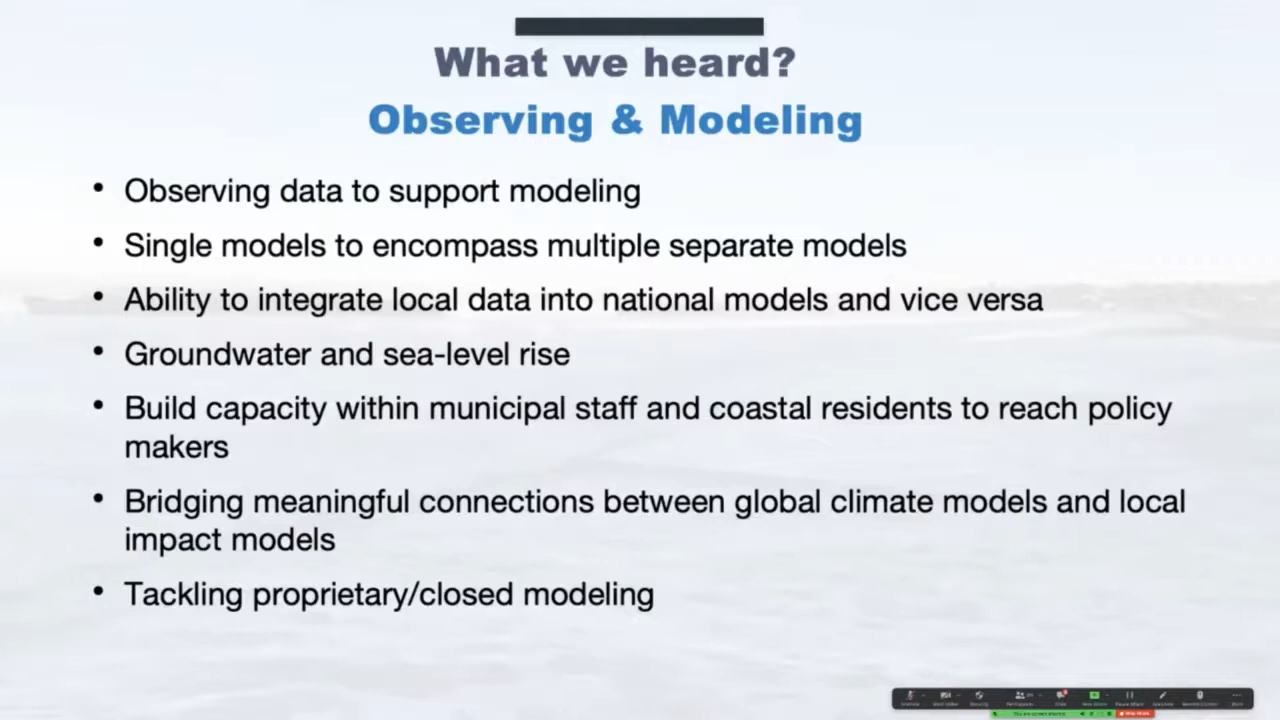 What we heard?
Observing & Modeling
• Observing data to support modeling
• Single models to encompass multiple separate models
• Ability to integrate local data into national models and vice versa
• Groundwater and sea-level rise
• Build capacity within municipal staff and coastal residents to reach policy
makers
• Bridging meaningful connections between global climate models and local
impact models
• Tackling proprietary/closed modeling